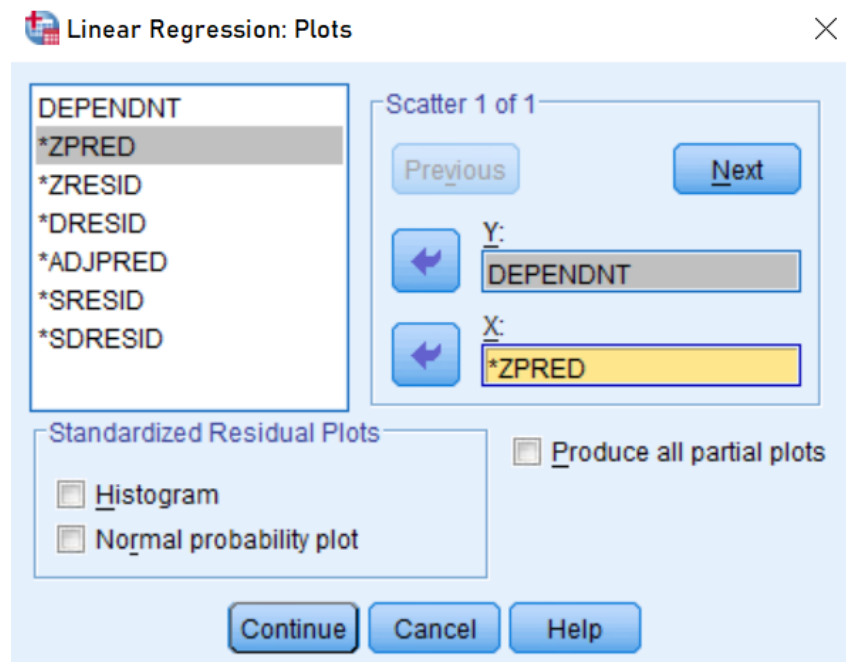 Linear Regression: Plots
DEPENDNT
*ZPRED
*ZRESID
*DRESID
*ADJPRED
*SRESID
*SDRESID
Scatter 1 of 1
Previous
Next
Y:
DEPENDNT
X:
*ZPRED
Standardized Residual Plots
Histogram
Normal probability plot
Produce all partial plots
Continue
Cancel
Help